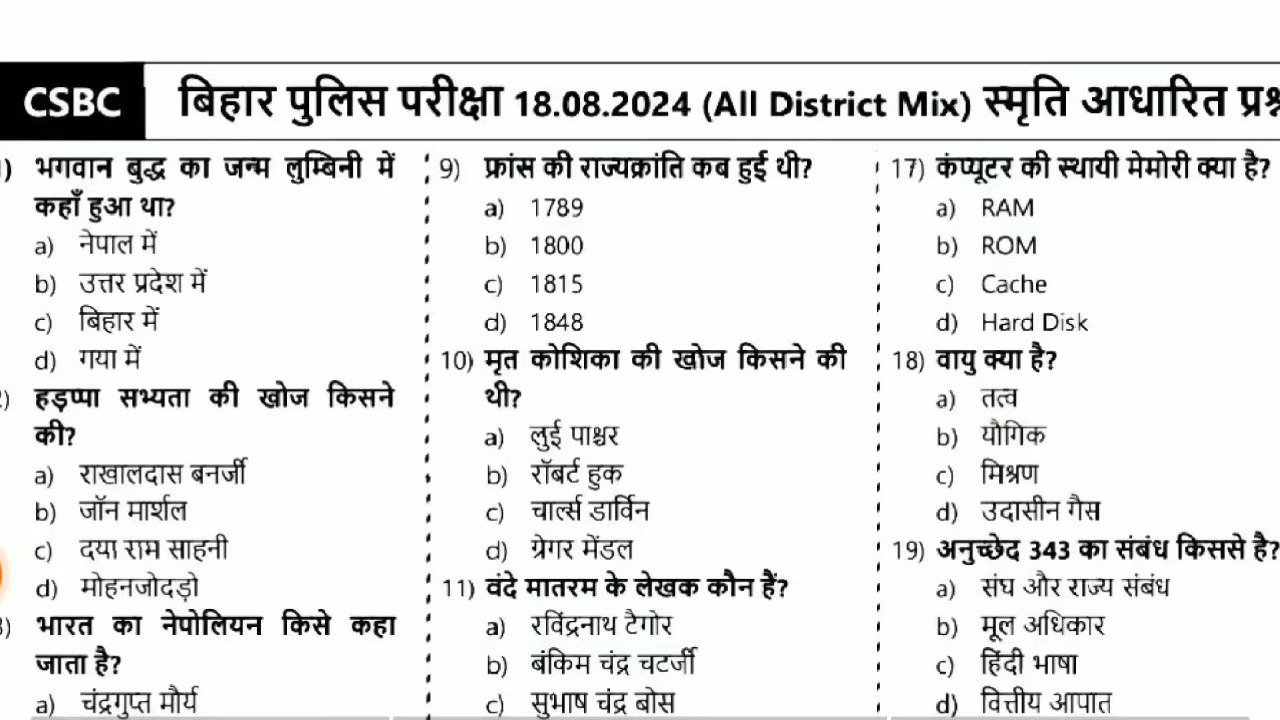 CSBC
बिहार पुलिस परीक्षा 18.08.2024 (All District Mix) स्मृति आधारित
भगवान बुद्ध का जन्म लुम्बिनी में
कहाँ हुआ था?
a) नेपाल में
b) उत्तर प्रदेश में
c) बिहार में
d) गया में
हड़प्पा सभ्यता की खोज किसने
की?
a) राखालदास बनर्जी
b) जॉन मार्शल
c) दया राम साहनी
d) मोहनजोदड़ो
भारत का नेपोलियन किसे कहा
जाता है?
a) चंद्रगुप्त मौर्य
9) फ्रांस की राज्यक्रांति कब हुई थी?
a) 1789
b) 1800
c) 1815
d) 1848
10) मृत कोशिका की खोज किसने की
थी?
a) लुई पाश्चर
b) रॉबर्ट हुक
c) चार्ल्स डार्विन
d) ग्रेगर मेंडल
11) वंदे मातरम के लेखक कौन हैं?
a) रविंद्रनाथ टैगोर
b) बंकिम चंद्र चटर्जी
c) सुभाष चंद्र बोस
17) कंप्यूटर की स्थायी मेमोरी क्या है?
a) RAM
b) ROM
c) Cache
d) Hard Disk
18) वायु क्या है?
a) तत्व
b) यौगिक
c) मिश्रण
d) उदासीन गैस
19) अनुच्छेद 343 का संबंध किससे है?
a) संघ और राज्य संबंध
b) मूल अधिकार
c) हिंदी भाषा
d) वित्तीय आपात